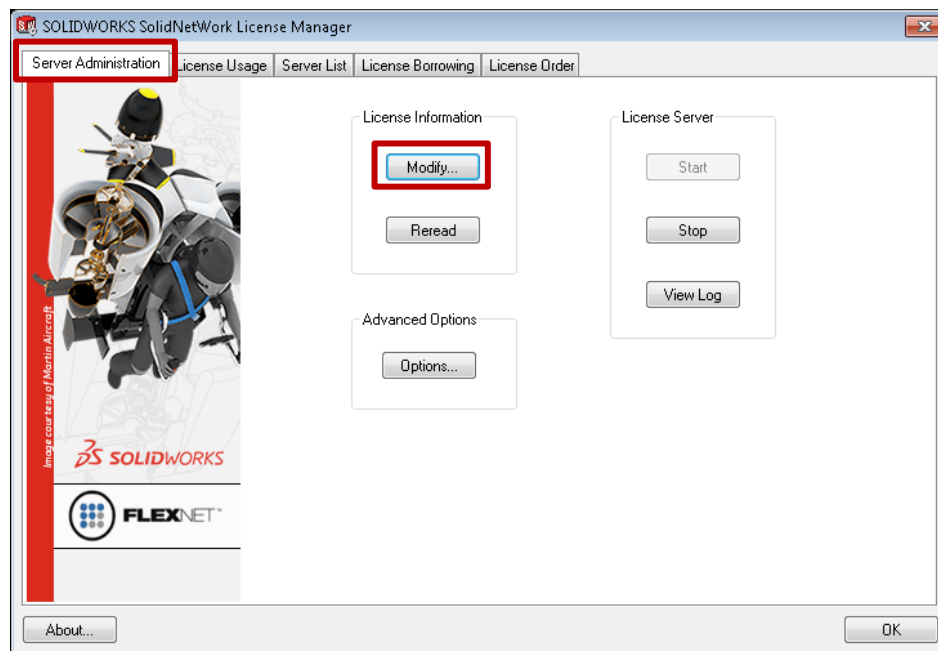 SOLIDWORKS SolidNetWork License Manager
Server Administration License Usage Server List License Borrowing License Order
License Information
License Server
Modify...
Start
Reread
Stop
View Log
Advanced Options
Options...
Image courtesy of Martin Aircraft
SOLIDWORKS
FLEXNET™
About...
OK